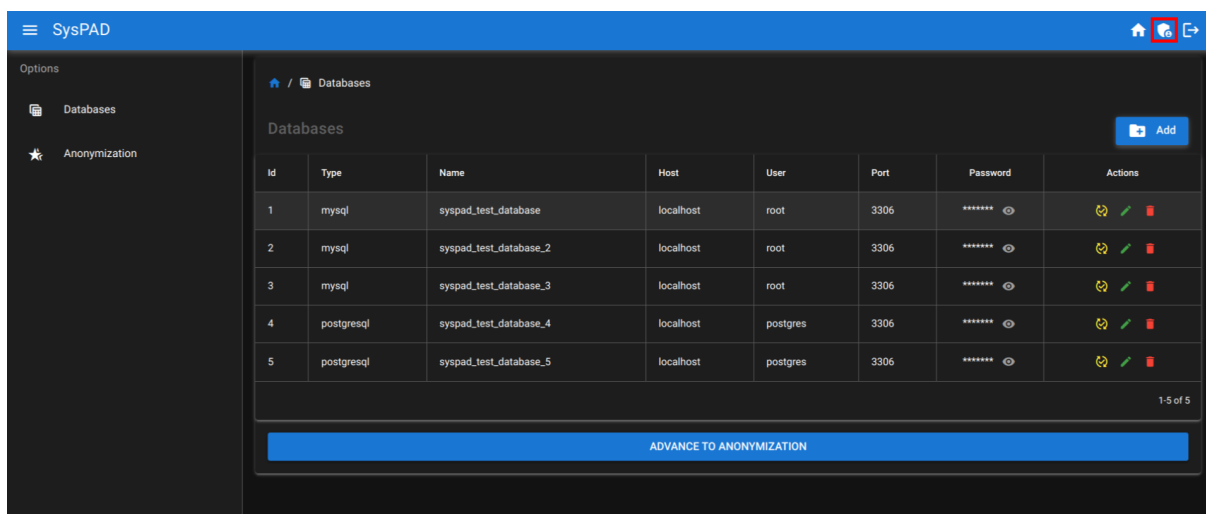 SysPAD
Options
Databases
Anonymization
/ Databases
Databases
Add
Id Type Name Host User Port Password Actions
1 mysql syspad_test_database localhost root 3306 *******
2 mysql syspad_test_database_2 localhost root 3306 *******
3 mysql syspad_test_database_3 localhost root 3306 *******
4 postgresql syspad_test_database_4 localhost postgres 3306 *******
5 postgresql syspad_test_database_5 localhost postgres 3306 *******
1-5 of 5
ADVANCE TO ANONYMIZATION